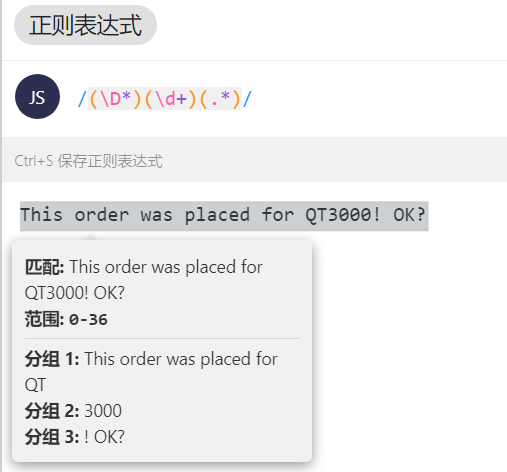 正则表达式
JS /(\D*)(\d+)(.*)/
Ctrl+S 保存正则表达式
This order was placed for QT3000! OK?
匹配: This order was placed for
QT3000! OK?
范围: 0-36
分组 1: This order was placed for
QT
分组 2: 3000
分组 3: ! OK?